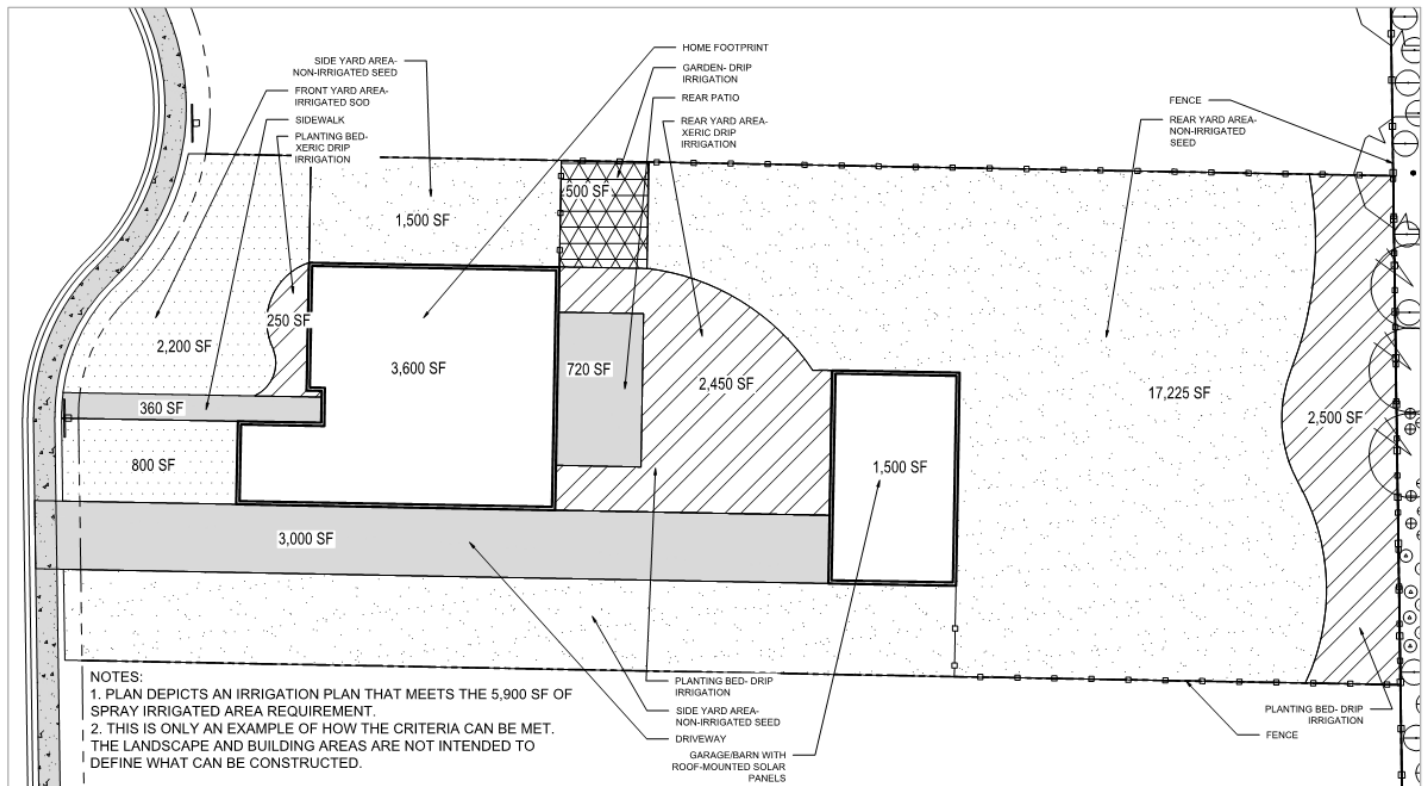 SIDE YARD AREA-
NON-IRRIGATED SEED
FRONT YARD AREA-
IRRIGATED SOD
SIDEWALK
PLANTING BED-
XERIC DRIP
IRRIGATION
HOME FOOTPRINT
GARDEN- DRIP
IRRIGATION
REAR PATIO
REAR YARD AREA-
XERIC DRIP
IRRIGATION
FENCE
REAR YARD AREA-
NON-IRRIGATED
SEED
500 SF
1,500 SF
250 SF
2,200 SF
3,600 SF
720 SF
2,450 SF
17,225 SF
2,500 SF
360 SF
800 SF
1,500 SF
3,000 SF
NOTES:
1. PLAN DEPICTS AN IRRIGATION PLAN THAT MEETS THE 5,900 SF OF
SPRAY IRRIGATED AREA REQUIREMENT.
2. THIS IS ONLY AN EXAMPLE OF HOW THE CRITERIA CAN BE MET.
THE LANDSCAPE AND BUILDING AREAS ARE NOT INTENDED TO
DEFINE WHAT CAN BE CONSTRUCTED.
PLANTING BED- DRIP
IRRIGATION
SIDE YARD AREA-
NON-IRRIGATED SEED
DRIVEWAY
GARAGE/BARN WITH
ROOF-MOUNTED SOLAR
PANELS
PLANTING BED- DRIP
IRRIGATION
FENCE